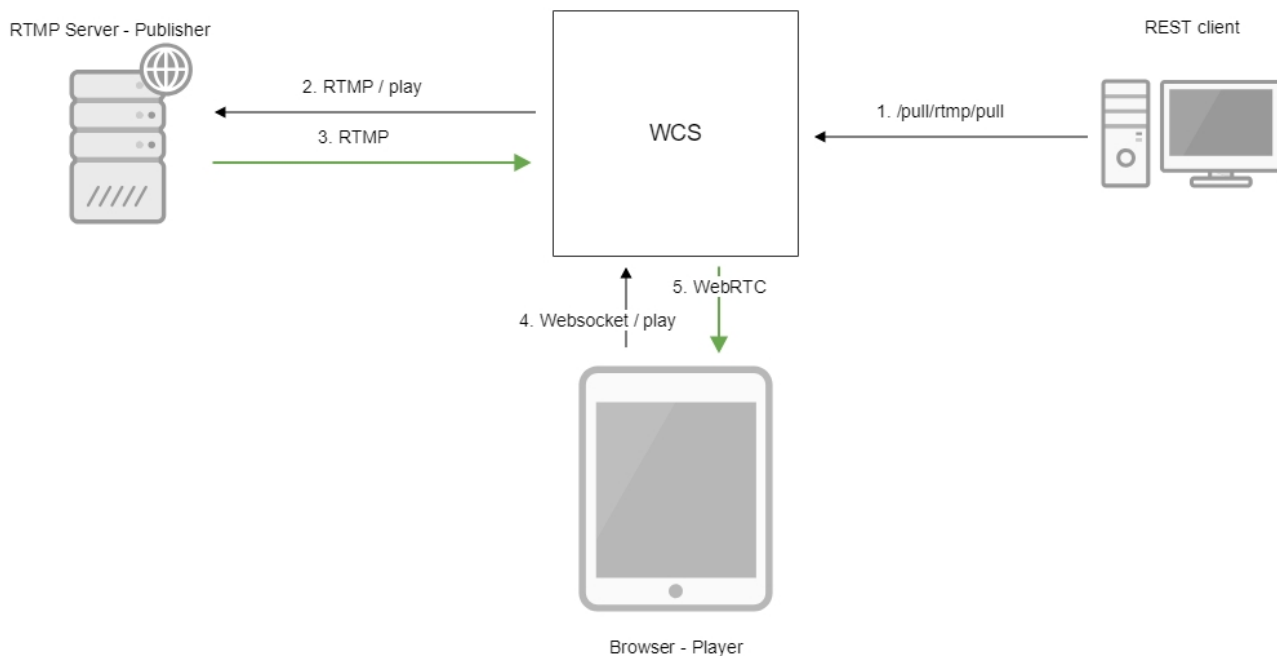 RTMP Server - Publisher
REST client
2. RTMP / play
1. /pull/rtmp/pull
WCS
3. RTMP
5. WebRTC
4. Websocket / play
Browser - Player